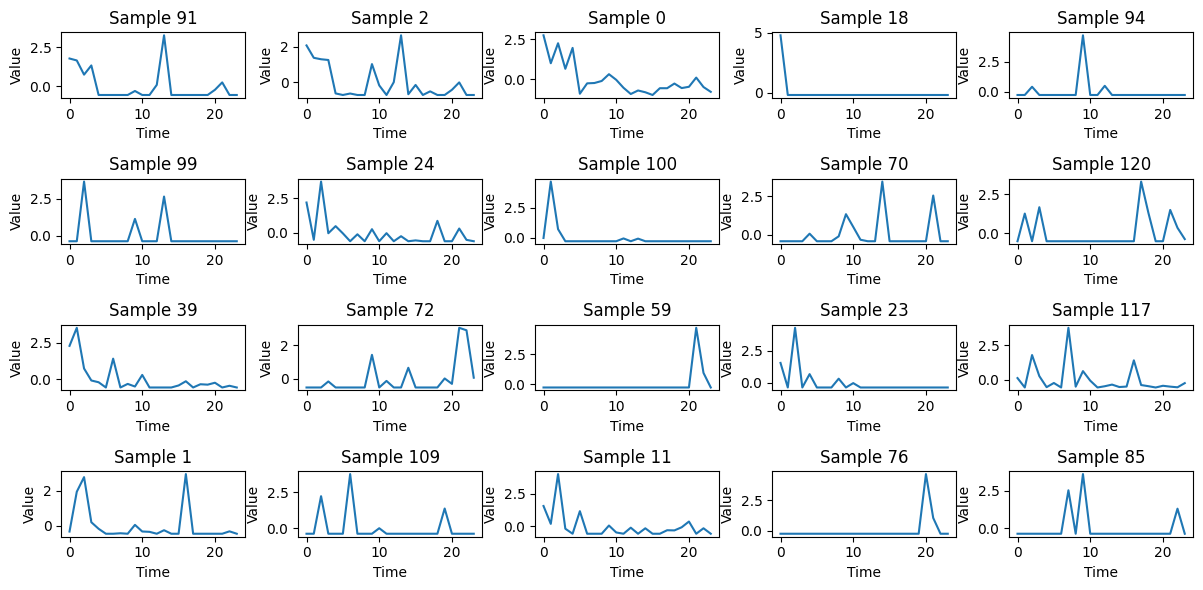 Sample 91 Sample 2 Sample 0 Sample 18 Sample 94
Value 2.5 0.0 Value 2 0 Value 2.5 0.0 Value 5 0 Value 2.5 0.0
0 10 20 0 10 20 0 10 20 0 10 20 0 10 20
Time Time Time Time Time
Sample 99 Sample 24 Sample 100 Sample 70 Sample 120
Value 2.5 0.0 Value 2.5 0.0 Value 2.5 0.0 Value 2.5 0.0 Value 2.5 0.0
0 10 20 0 10 20 0 10 20 0 10 20 0 10 20
Time Time Time Time Time
Sample 39 Sample 72 Sample 59 Sample 23 Sample 117
Value 2.5 0.0 Value 2 0 Value 2.5 0.0 Value 2.5 0.0 Value 2.5 0.0
0 10 20 0 10 20 0 10 20 0 10 20 0 10 20
Time Time Time Time Time
Sample 1 Sample 109 Sample 11 Sample 76 Sample 85
Value 2 0 Value 2.5 0.0 Value 2.5 0.0 Value 2.5 0.0 Value 2.5 0.0
0 10 20 0 10 20 0 10 20 0 10 20 0 10 20
Time Time Time Time Time